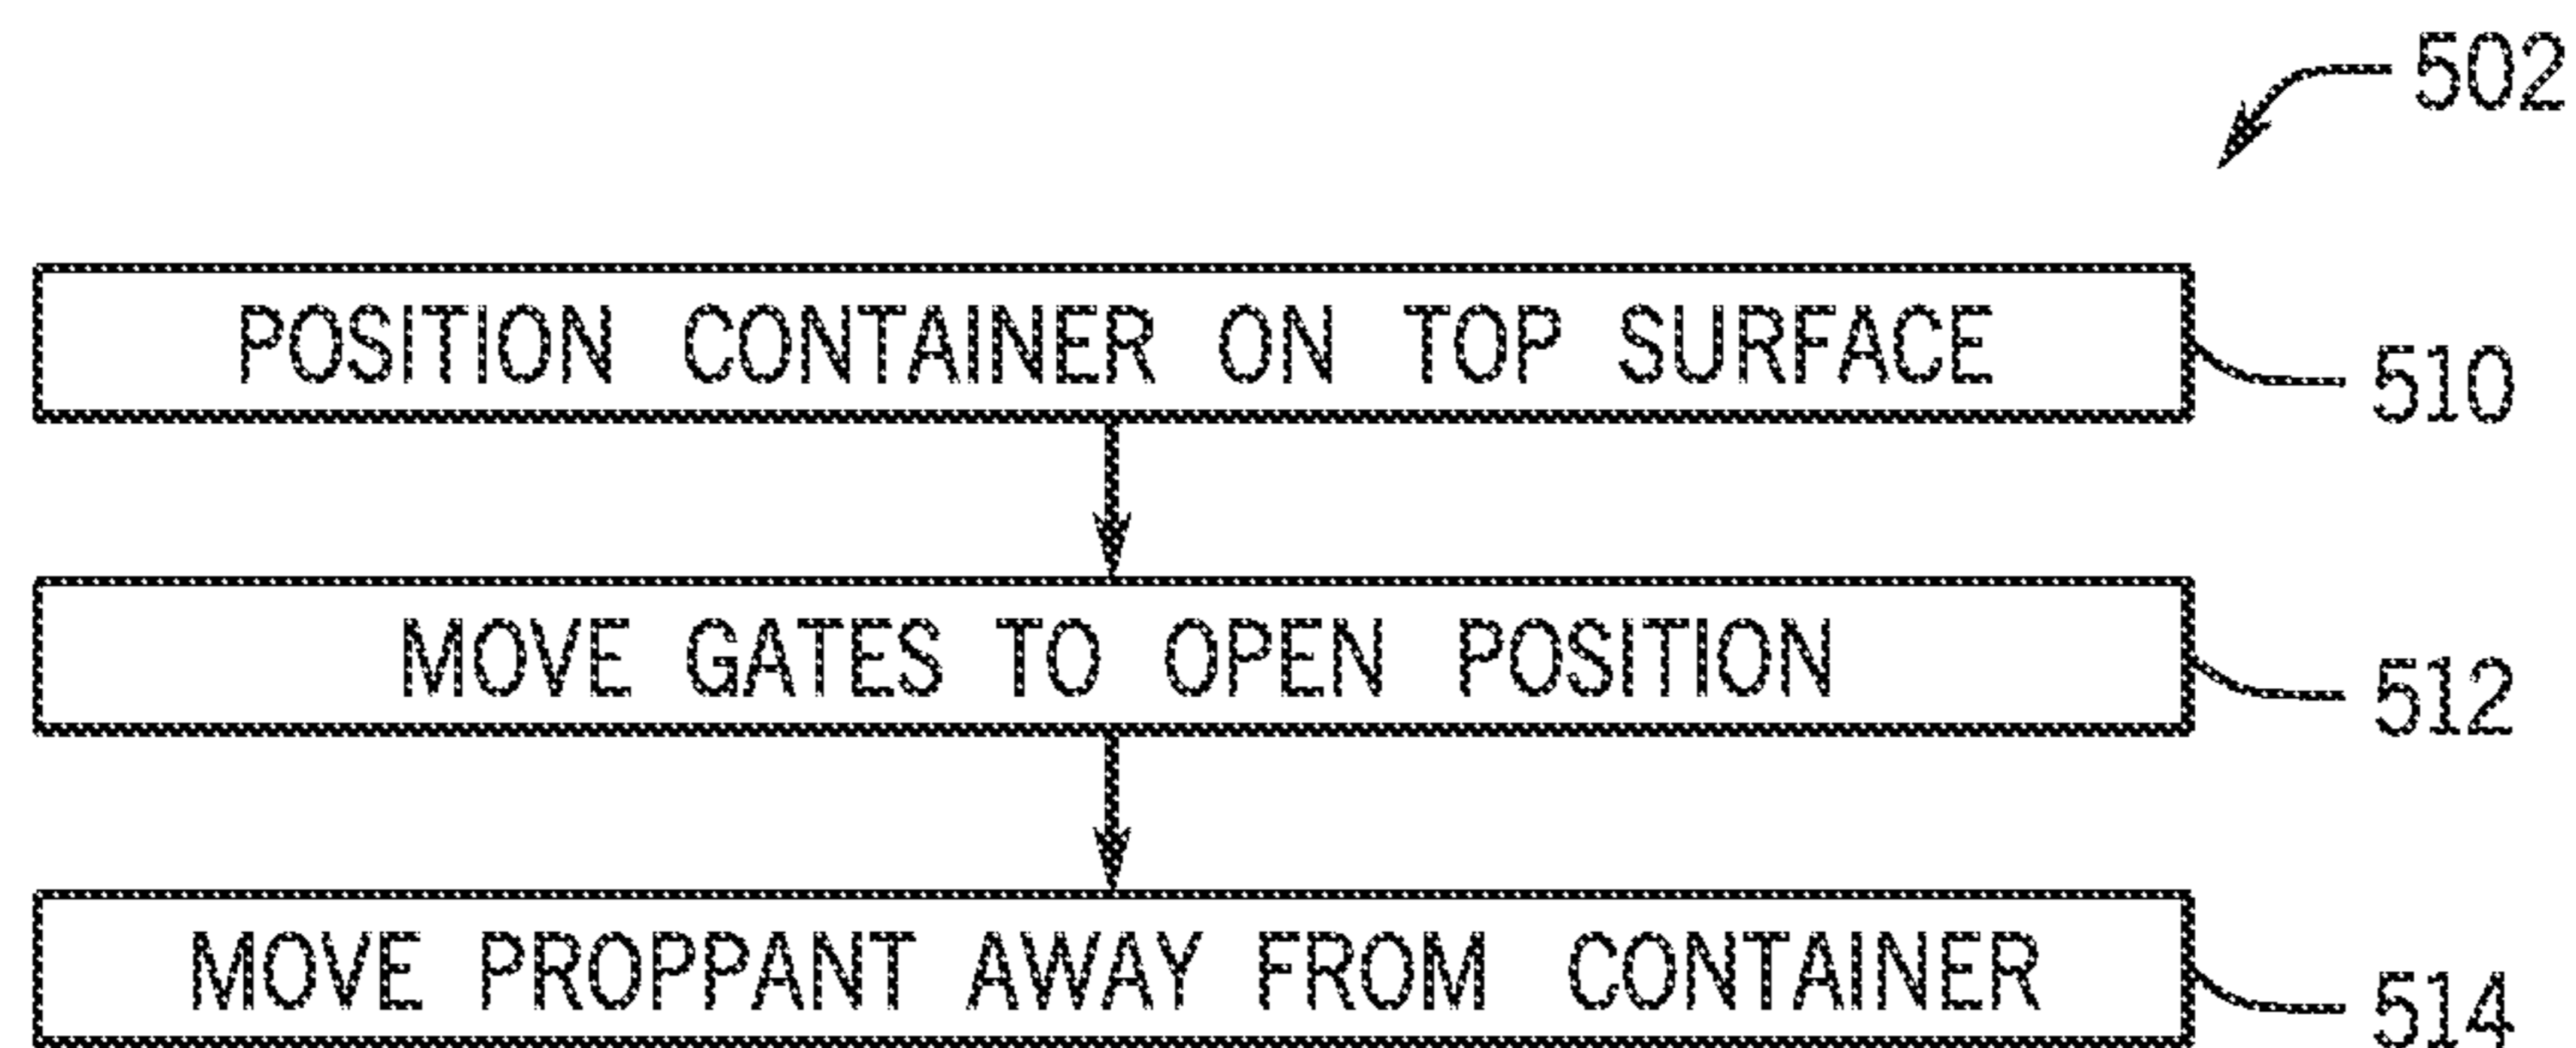 502
POSITION CONTAINER ON TOP SURFACE
510
MOVE GATES TO OPEN POSITION
512
MOVE PROPPANT AWAY FROM CONTAINER
514